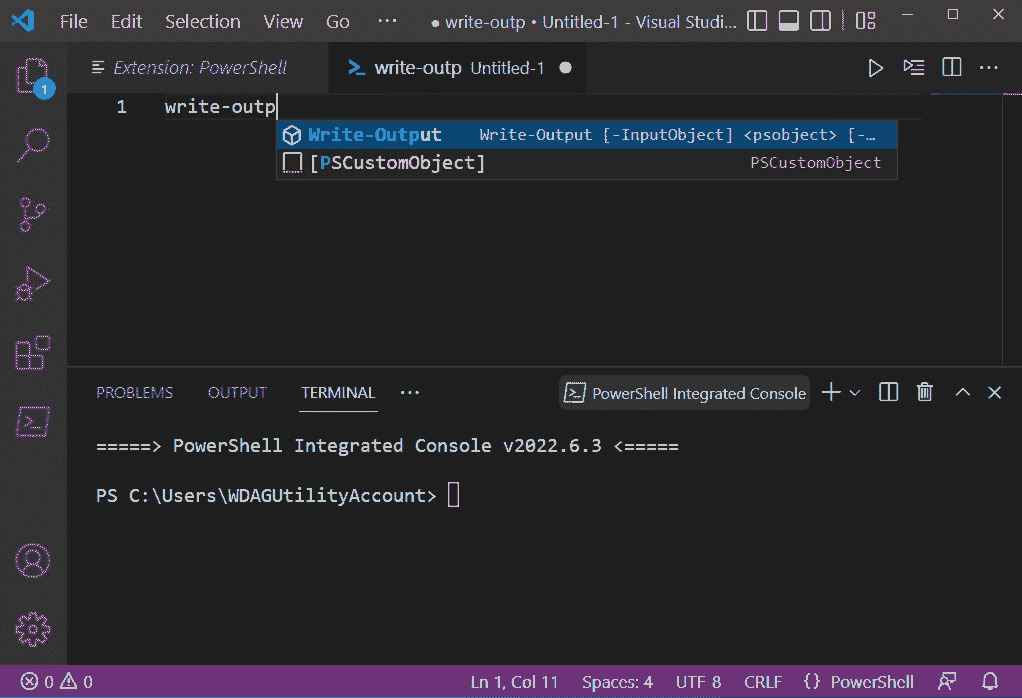 File Edit Selection View Go ··· ● write-outp • Untitled-1 - Visual Studi...
1
Extension: PowerShell write-outp Untitled-1 ● ···
1 write-outp
Write-Output Write-Output [-InputObject] <psobject> [-...
[PSCustomObject] PSCustomObject
PROBLEMS OUTPUT TERMINAL ··· PowerShell Integrated Console
=====> PowerShell Integrated Console v2022.6.3 <=====
PS C:\Users\WDAGUtilityAccount>
0 0 Ln 1, Col 11 Spaces: 4 UTF 8 CRLF {} PowerShell